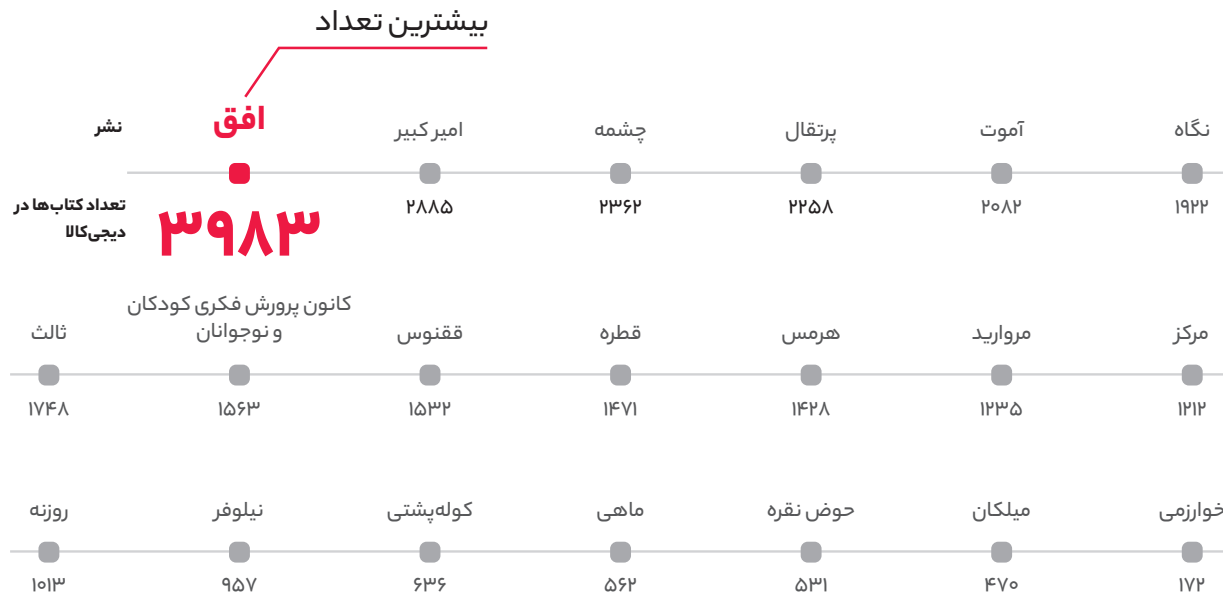 بیشترین تعداد
نشر
افق
امیر کبیر
چشمه
پرتقال
آموت
نگاه
تعداد کتاب‌ها در
دیجی‌کالا
۳۹۸۳
۲۸۸۵
۲۳۶۲
۲۲۵۸
۲۰۸۲
۱۹۲۲
ثالث
کانون پرورش فکری کودکان
و نوجوانان
ققنوس
قطره
هرمس
مروارید
مرکز
۱۷۴۸
۱۵۶۳
۱۵۳۲
۱۴۷۱
۱۴۲۸
۱۲۳۵
۱۲۱۲
روزنه
نیلوفر
کوله‌پشتی
ماهی
حوض نقره
میلکان
خوارزمی
۱۰۱۳
۹۵۷
۶۳۶
۵۶۲
۵۳۱
۴۷۰
۱۷۲